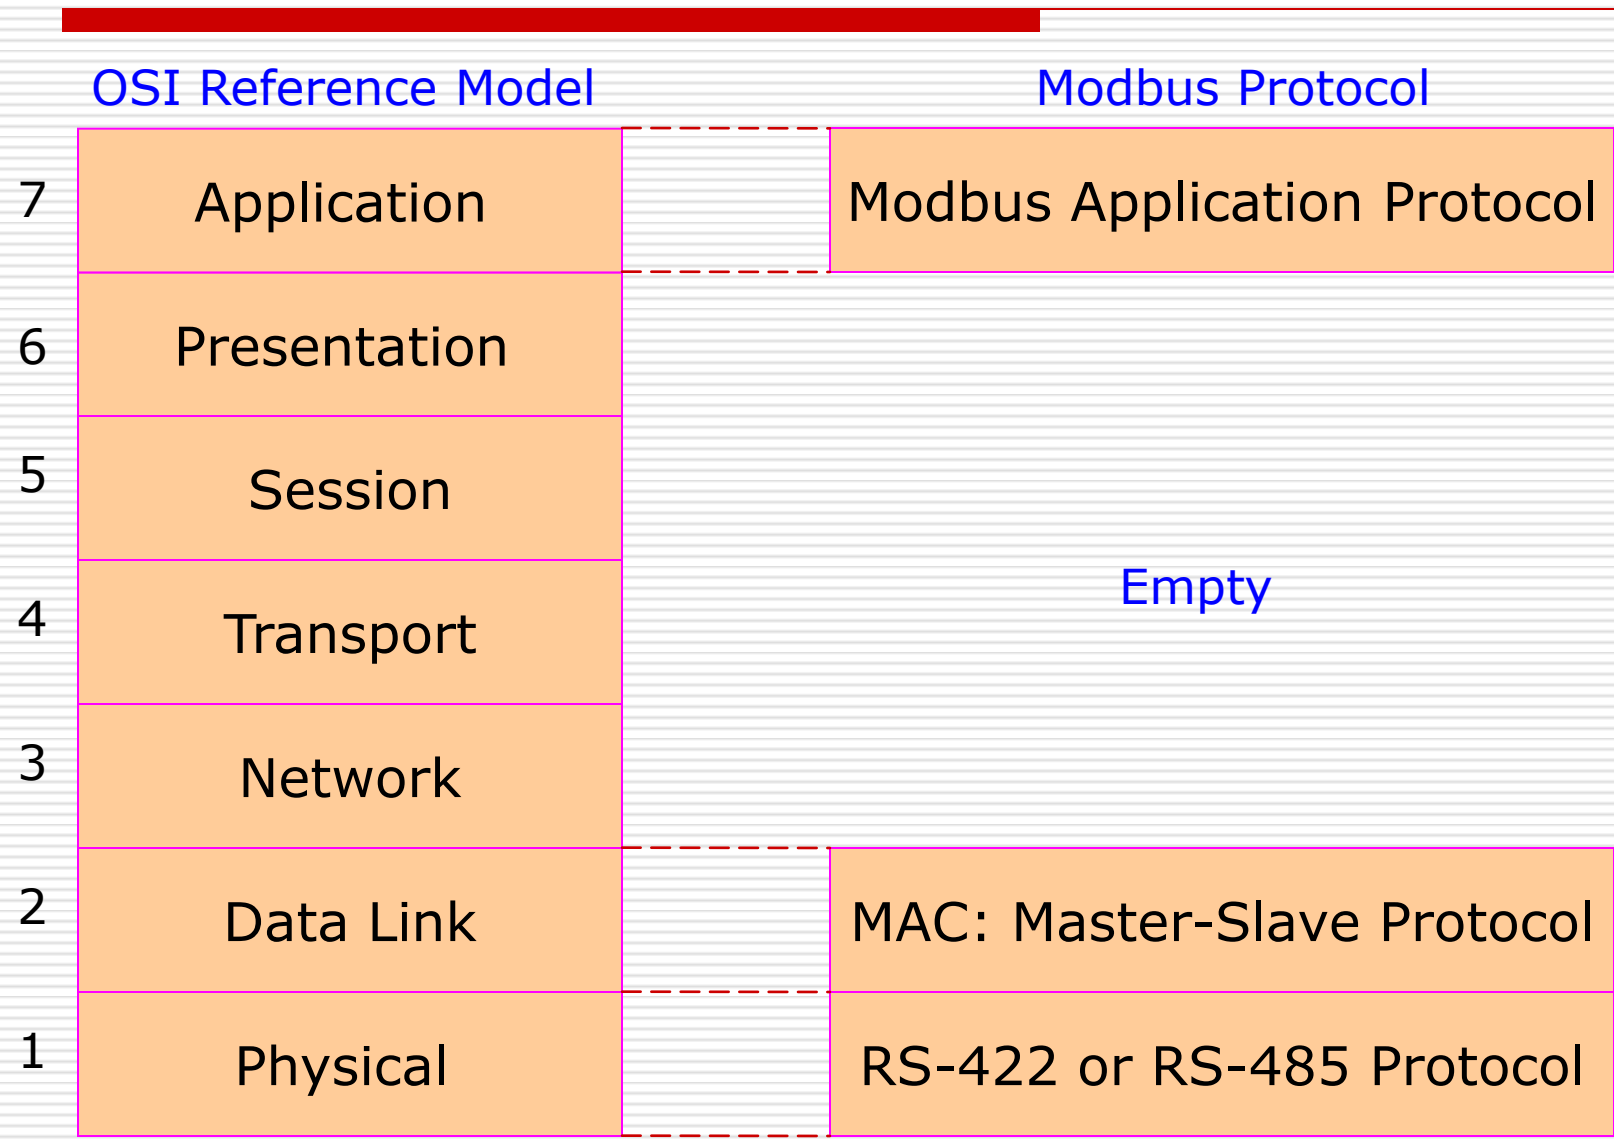 OSI Reference Model Modbus Protocol
7 Application Modbus Application Protocol
6 Presentation
5 Session
Empty
4 Transport
3 Network
2 Data Link MAC: Master-Slave Protocol
1 Physical RS-422 or RS-485 Protocol